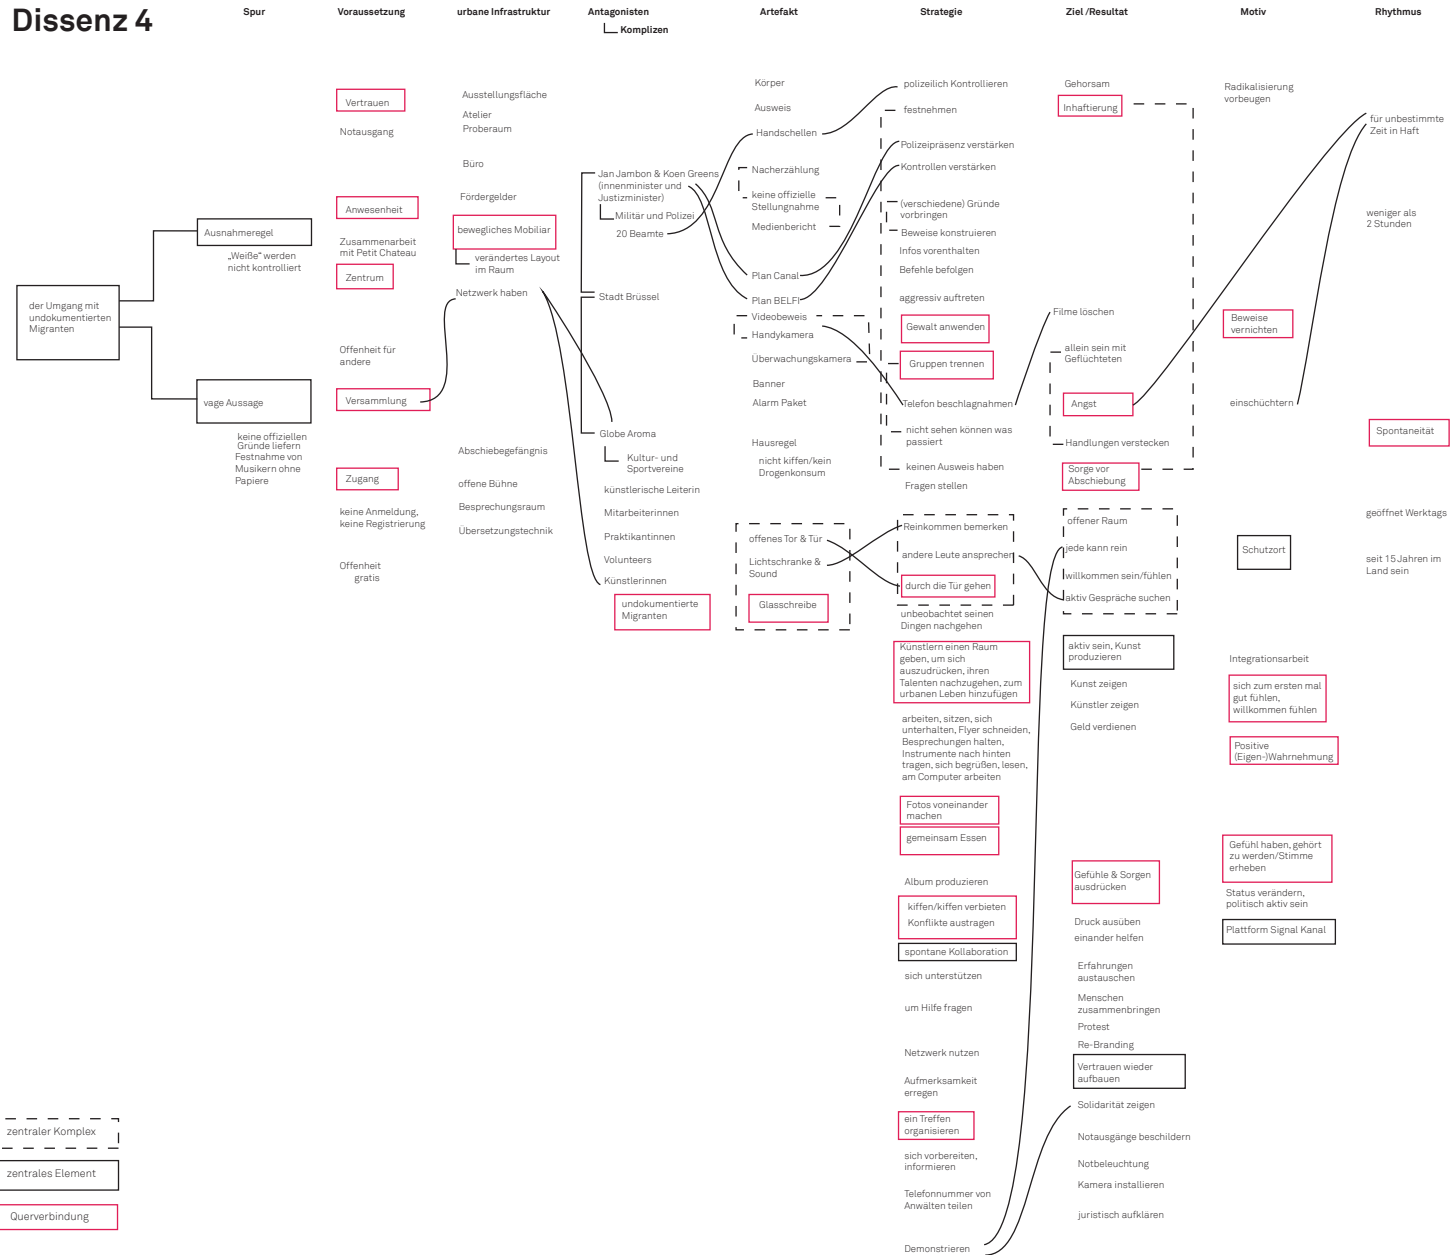 Dissenz 4
Spur
Voraussetzung
urbane Infrastruktur
Antagonisten
Komplizen
Artefakt
Strategie
Ziel /Resultat
Motiv
Rhythmus
der Umgang mit
undokumentierten
Migranten
Ausnahmeregel
„Weiße“ werden
nicht kontrolliert
vage Aussage
keine offiziellen
Gründe liefern
Festnahme von
Musikern ohne
Papiere
Vertrauen
Notausgang
Anwesenheit
Zusammenarbeit
mit Petit Chateau
Zentrum
Offenheit für
andere
Versammlung
Zugang
keine Anmeldung,
keine Registrierung
Offenheit
gratis
Ausstellungsfläche
Atelier
Proberaum
Büro
Fördergelder
bewegliches Mobiliar
verändertes Layout
im Raum
Netzwerk haben
Abschiebegefängnis
offene Bühne
Besprechungsraum
Übersetzungstechnik
Jan Jambon & Koen Greens
(innenminister und
Justizminister)
Militär und Polizei
20 Beamte
Stadt Brüssel
Globe Aroma
Kultur- und
Sportvereine
künstlerische Leiterin
Mitarbeiterinnen
Praktikantinnen
Volunteers
Künstlerinnen
undokumentierte
Migranten
Körper
Ausweis
Handschellen
Nacherzählung
keine offizielle
Stellungnahme
Medienbericht
Plan Canal
Plan BELFI
Videobeweis
Handykamera
Überwachungskamera
Banner
Alarm Paket
Hausregel
nicht kiffen/kein
Drogenkonsum
offenes Tor & Tür
Lichtschranke &
Sound
Glasschreibe
polizeilich Kontrollieren
festnehmen
Polizeipräsenz verstärken
Kontrollen verstärken
(verschiedene) Gründe
vorbringen
Beweise konstruieren
Infos vorenthalten
Befehle befolgen
aggressiv auftreten
Gewalt anwenden
Gruppen trennen
Telefon beschlagnahmen
nicht sehen können was
passiert
keinen Ausweis haben
Fragen stellen
Reinkommen bemerken
andere Leute ansprechen
durch die Tür gehen
unbeobachtet seinen
Dingen nachgehen
Künstlern einen Raum
geben, um sich
auszudrücken, ihren
Talenten nachzugehen, zum
urbanen Leben hinzufügen
arbeiten, sitzen, sich
unterhalten, Flyer schneiden,
Besprechungen halten,
Instrumente nach hinten
tragen, sich begrüßen, lesen,
am Computer arbeiten
Fotos voneinander
machen
gemeinsam Essen
Album produzieren
kiffen/kiffen verbieten
Konflikte austragen
spontane Kollaboration
sich unterstützen
um Hilfe fragen
Netzwerk nutzen
Aufmerksamkeit
erregen
ein Treffen
organisieren
sich vorbereiten,
informieren
Telefonnummer von
Anwälten teilen
Demonstrieren
Gehorsam
Inhaftierung
Filme löschen
allein sein mit
Geflüchteten
Angst
Handlungen verstecken
Sorge vor
Abschiebung
offener Raum
jede kann rein
willkommen sein/fühlen
aktiv Gespräche suchen
aktiv sein, Kunst
produzieren
Kunst zeigen
Künstler zeigen
Geld verdienen
Gefühle & Sorgen
ausdrücken
Druck ausüben
einander helfen
Erfahrungen
austauschen
Menschen
zusammenbringen
Protest
Re-Branding
Vertrauen wieder
aufbauen
Solidarität zeigen
Notausgänge beschildern
Notbeleuchtung
Kamera installieren
juristisch aufklären
Radikalisierung
vorbeugen
Beweise
vernichten
einschüchtern
Schutzort
Integrationsarbeit
sich zum ersten mal
gut fühlen,
willkommen fühlen
Positive
(Eigen-)Wahrnehmung
Gefühl haben, gehört
zu werden/Stimme
erheben
Status verändern,
politisch aktiv sein
Plattform Signal Kanal
für unbestimmte
Zeit in Haft
weniger als
2 Stunden
Spontaneität
geöffnet Werktags
seit 15 Jahren im
Land sein
zentraler Komplex
zentrales Element
Querverbindung